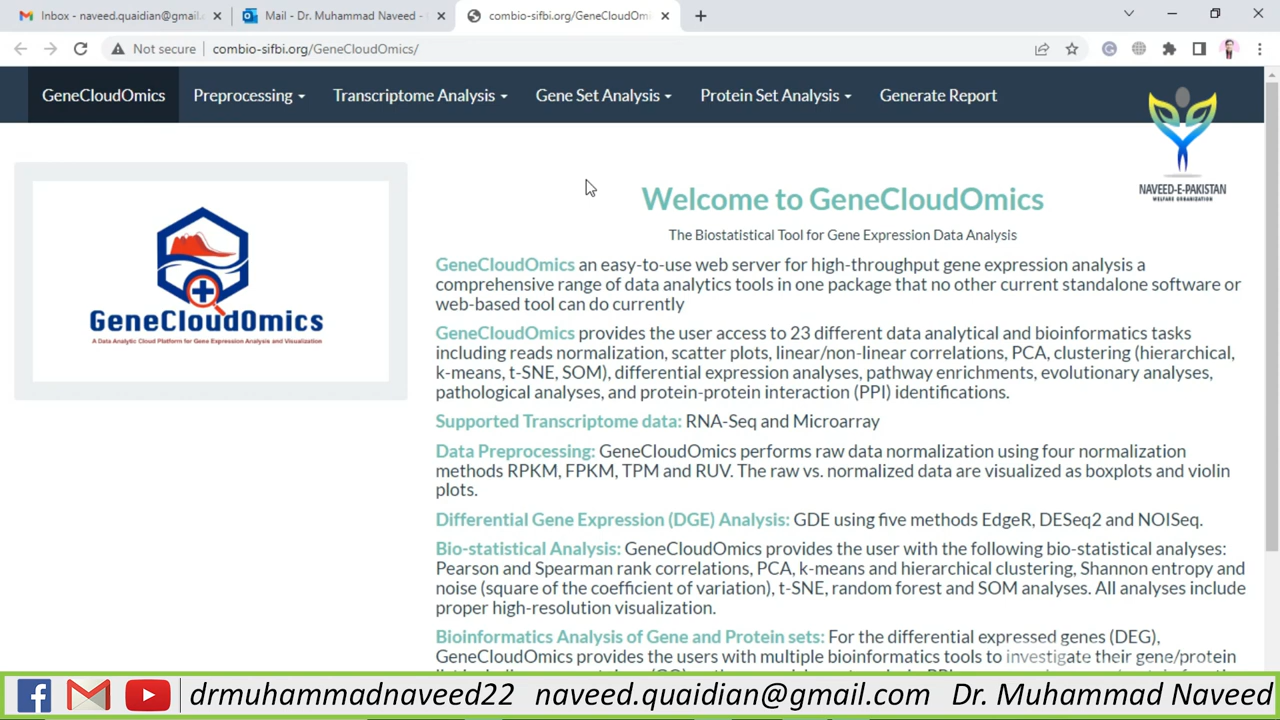 Inbox - naveed.quaidian@gmail.
Mail - Dr. Muhammad Naveed -
combio-sifbi.org/GeneCloudOmi
Not secure
combio-sifbi.org/GeneCloudOmics/
GeneCloudOmics Preprocessing Transcriptome Analysis Gene Set Analysis Protein Set Analysis Generate Report
NAVEED-E-PAKISTAN
WELFARE ORGANIZATION
GeneCloudOmics
A Data Analytic Cloud Platform for Gene Expression Analysis and Visualization
Welcome to GeneCloudOmics
The Biostatistical Tool for Gene Expression Data Analysis
GeneCloudOmics an easy-to-use web server for high-throughput gene expression analysis a
comprehensive range of data analytics tools in one package that no other current standalone software or
web-based tool can do currently
GeneCloudOmics provides the user access to 23 different data analytical and bioinformatics tasks
including reads normalization, scatter plots, linear/non-linear correlations, PCA, clustering (hierarchical,
k-means, t-SNE, SOM), differential expression analyses, pathway enrichments, evolutionary analyses,
pathological analyses, and protein-protein interaction (PPI) identifications.
Supported Transcriptome data: RNA-Seq and Microarray
Data Preprocessing: GeneCloudOmics performs raw data normalization using four normalization
methods RPKM, FPKM, TPM and RUV. The raw vs. normalized data are visualized as boxplots and violin
plots.
Differential Gene Expression (DGE) Analysis: GDE using five methods EdgeR, DESeq2 and NOISeq.
Bio-statistical Analysis: GeneCloudOmics provides the user with the following bio-statistical analyses:
Pearson and Spearman rank correlations, PCA, k-means and hierarchical clustering, Shannon entropy and
noise (square of the coefficient of variation), t-SNE, random forest and SOM analyses. All analyses include
proper high-resolution visualization.
Bioinformatics Analysis of Gene and Protein sets: For the differential expressed genes (DEG),
GeneCloudOmics provides the users with multiple bioinformatics tools to investigate their gene/protein
drmuhammadnaveed22 naveed.quaidian@gmail.com Dr. Muhammad Naveed